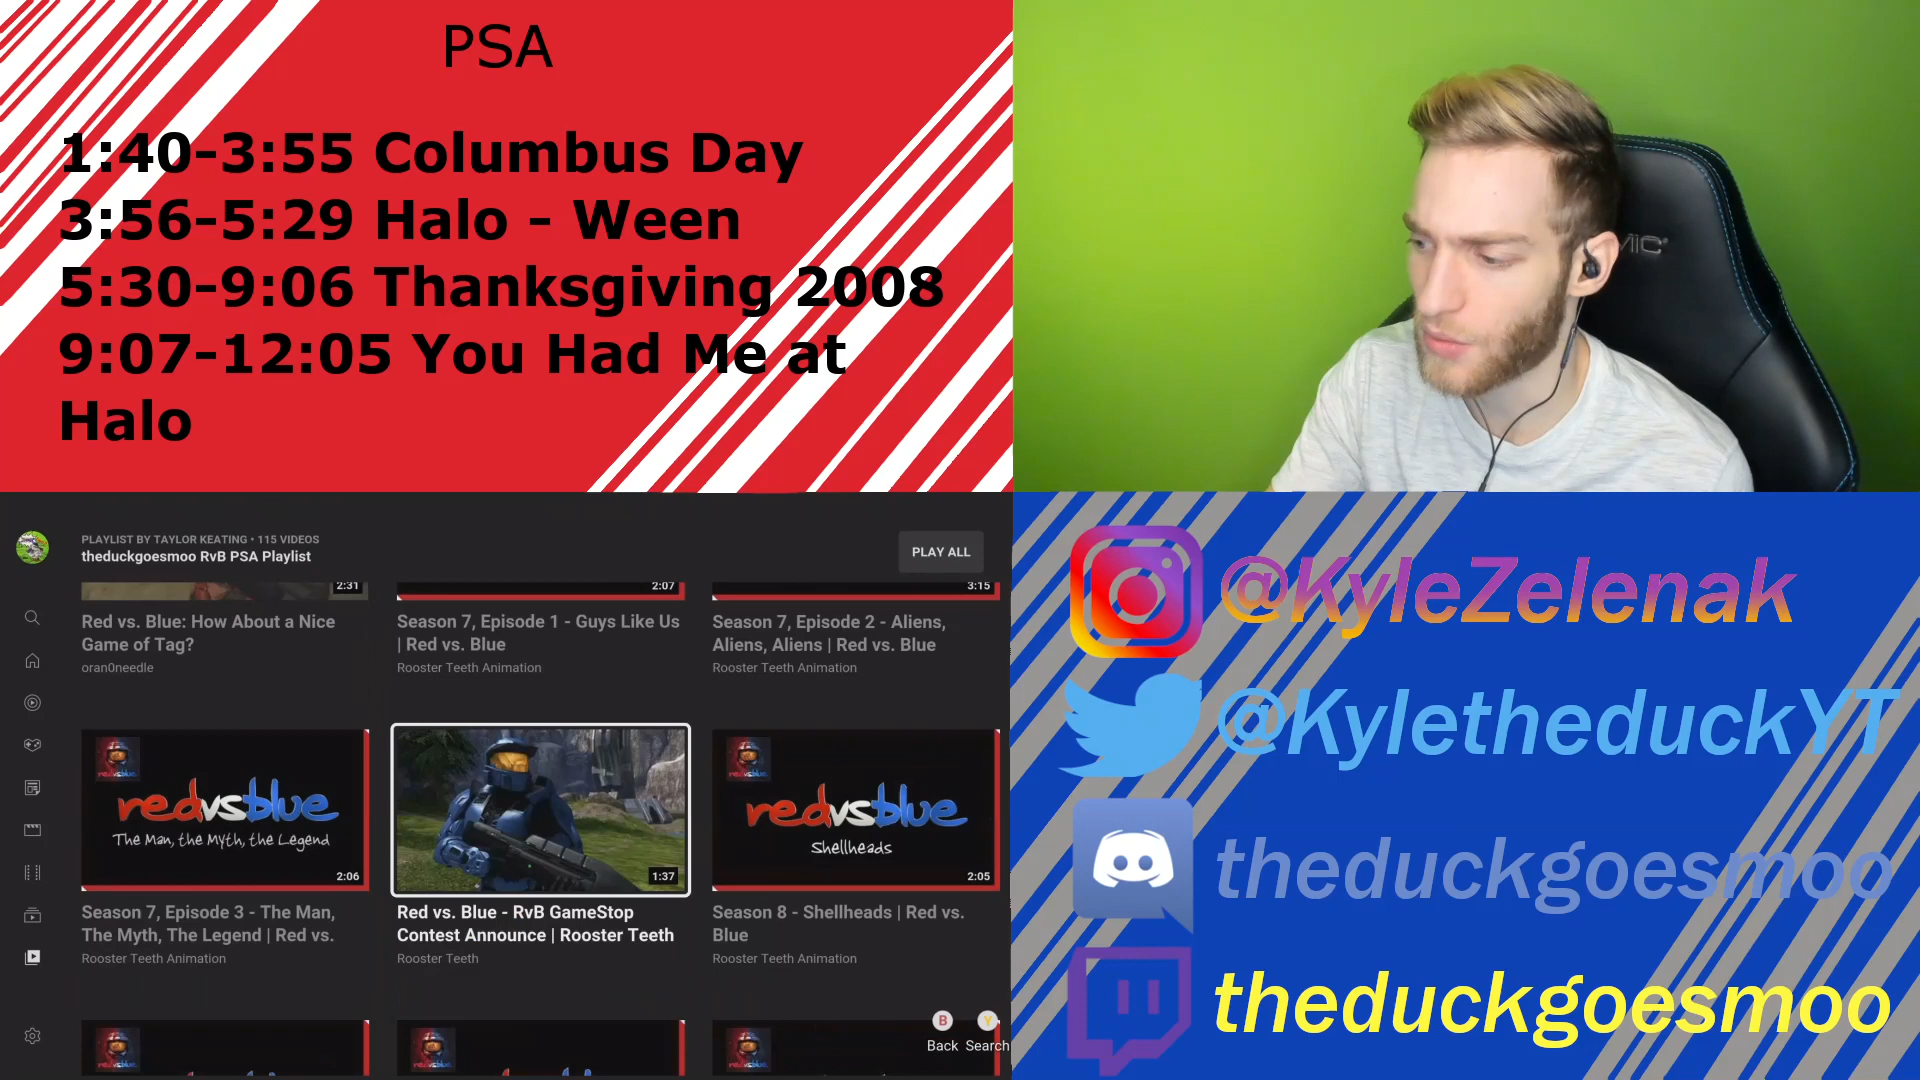 PSA
1:40-3:55 Columbus Day
3:56-5:29 Halo - Ween
5:30-9:06 Thanksgiving 2008
9:07-12:05 You Had Me at
Halo
PLAYLIST BY TAYLOR KEATING • 115 VIDEOS
theduckgoesmoo RvB PSA Playlist
PLAY ALL
2:31
2:07
3:15
Red vs. Blue: How About a Nice
Game of Tag?
oran0needle
Season 7, Episode 1 - Guys Like Us
| Red vs. Blue
Rooster Teeth Animation
Season 7, Episode 2 - Aliens,
Aliens, Aliens | Red vs. Blue
Rooster Teeth Animation
redvsblue
The Man, the Myth, the Legend
2:06
1:37
redvsblue
Shellheads
2:05
Season 7, Episode 3 - The Man,
The Myth, The Legend | Red vs.
Rooster Teeth Animation
Red vs. Blue - RvB GameStop
Contest Announce | Rooster Teeth
Rooster Teeth
Season 8 - Shellheads | Red vs.
Blue
Rooster Teeth Animation
B Y
Back Search
@KyleZelenak
@KyletheduckYT
theduckgoesmoo
theduckgoesmoo